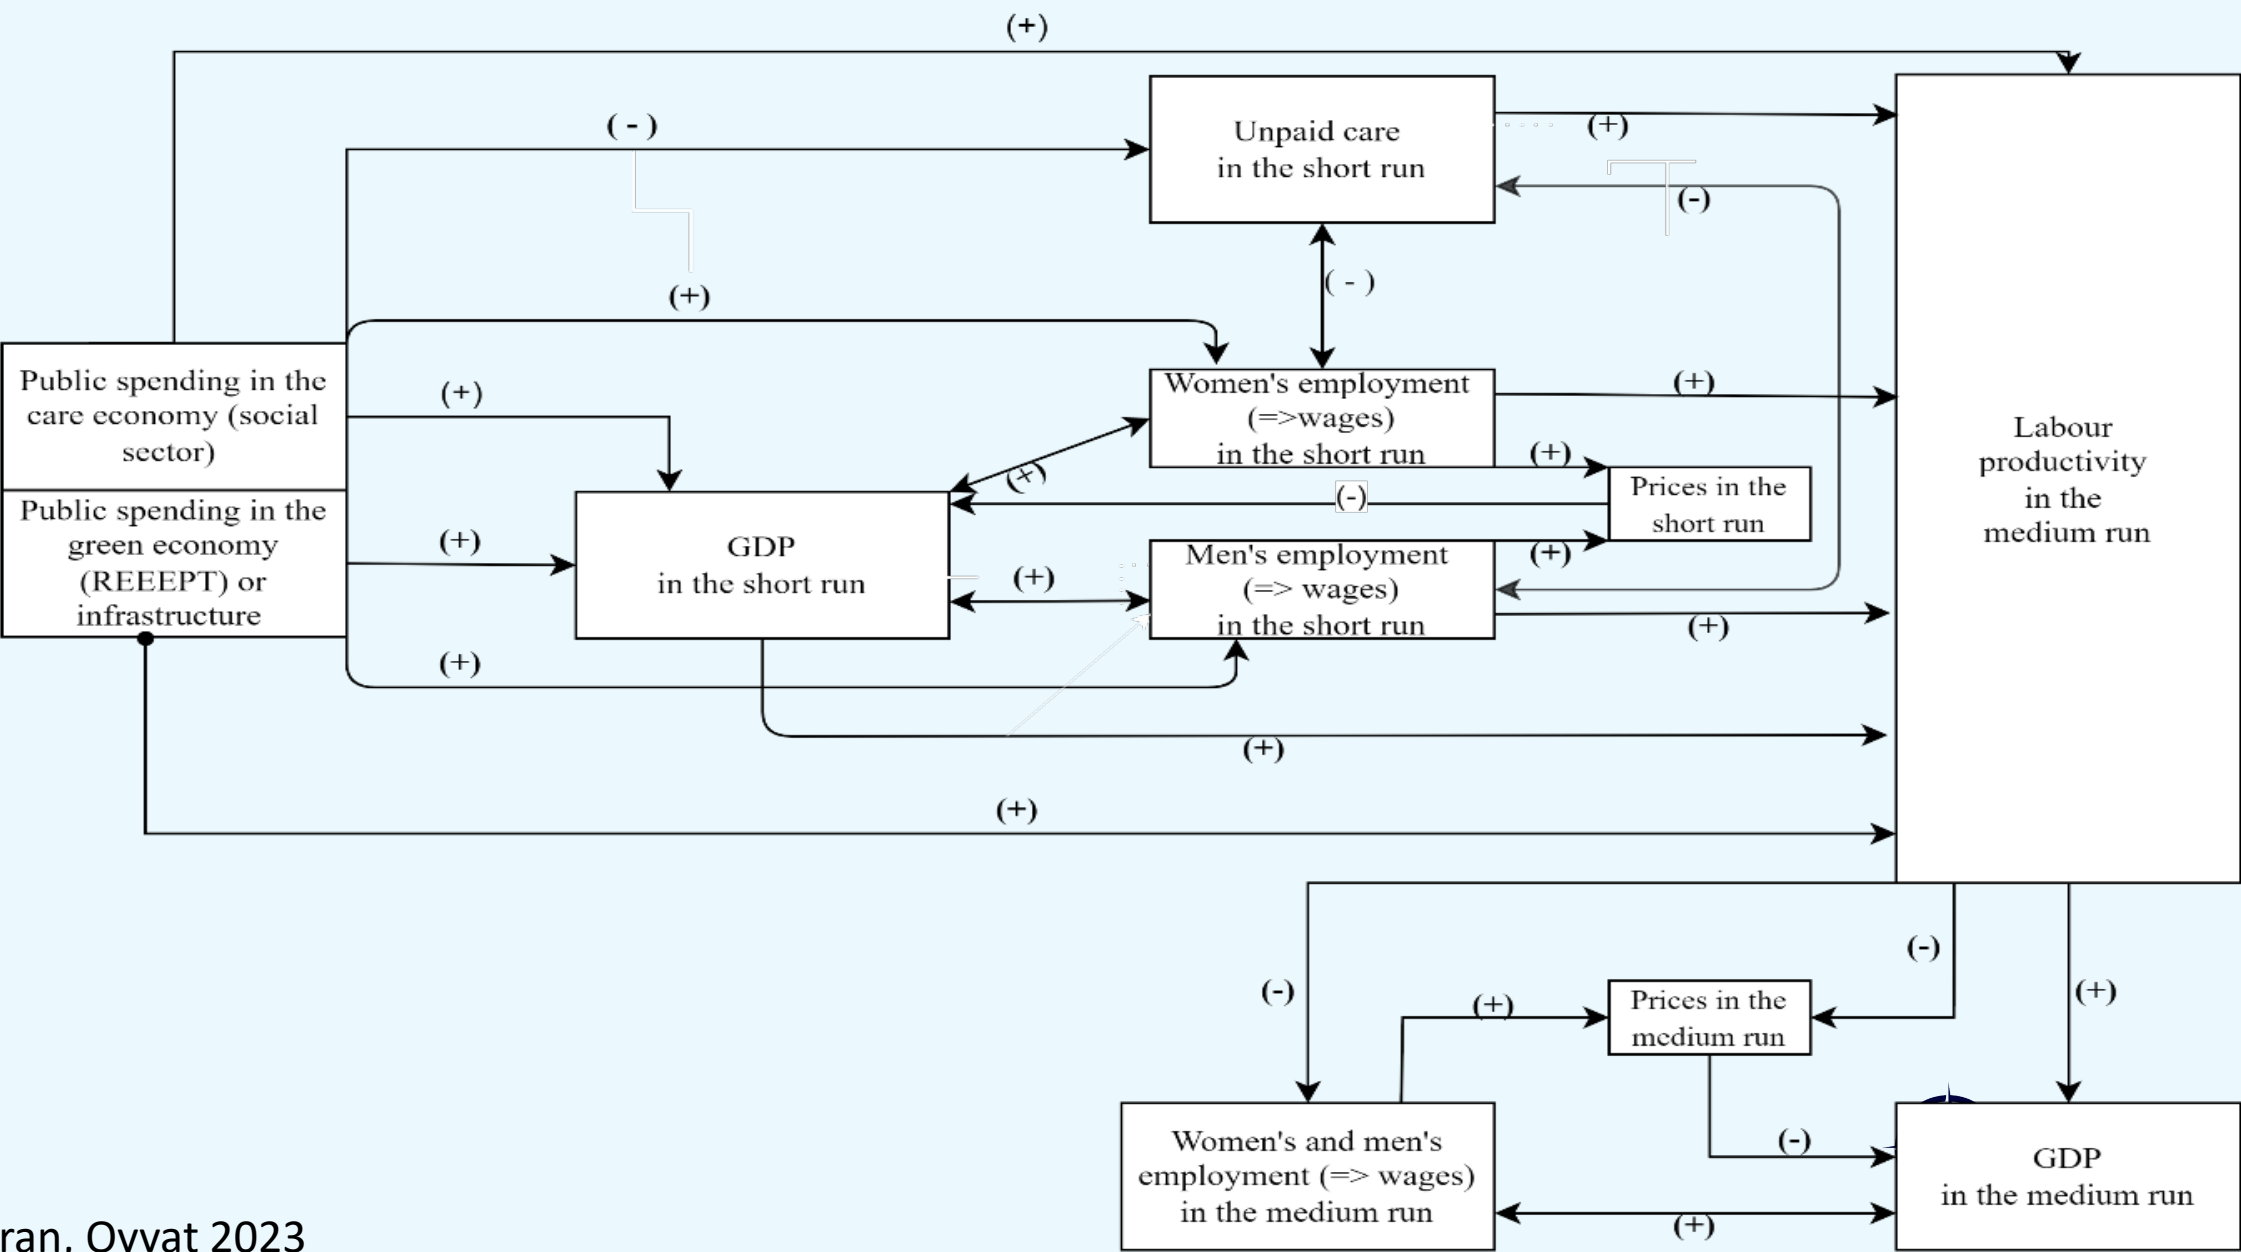 (+)
( - )
Unpaid care
in the short run
(+)
(-)
( - )
(+)
Public spending in the
care economy (social
sector)
(+)
Women's employment
(=>wages)
in the short run
(+)
(+)
(+)
(-)
Prices in the
short run
Labour
productivity
in the
medium run
Public spending in the
green economy
(REEEPT) or
infrastructure
(+)
GDP
in the short run
(+)
Men's employment
(=> wages)
in the short run
(+)
(+)
(+)
(+)
(+)
(-)
(-)
(+)
(+)
Prices in the
medium run
Women's and men's
employment (=> wages)
in the medium run
(-)
(+)
GDP
in the medium run
ran, Oyvat 2023